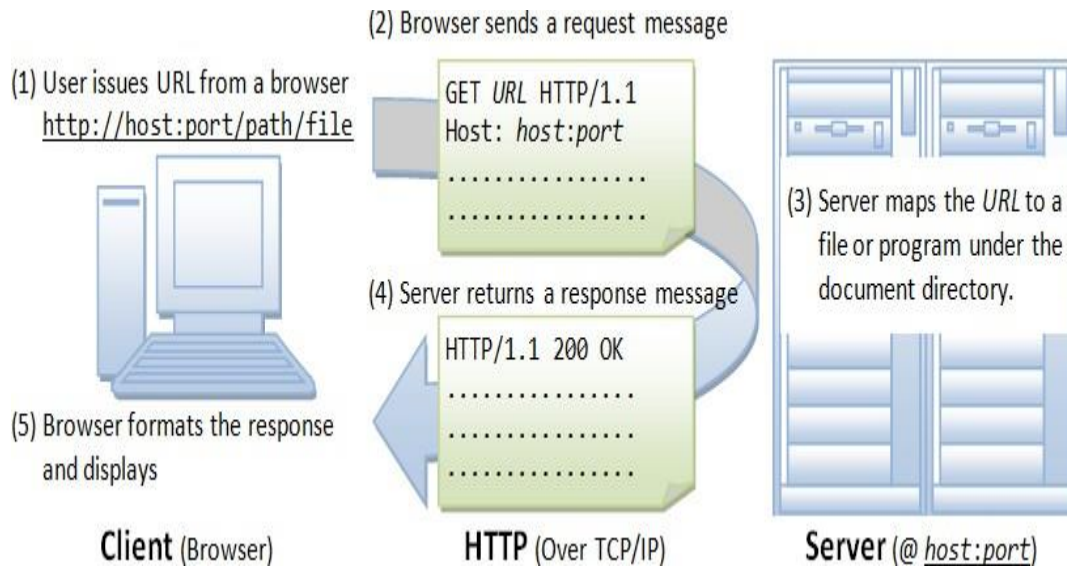 (1) User issues URL from a browser
http://host:port/path/file
(2) Browser sends a request message
GET URL HTTP/1.1
Host: host:port
..................
..................
(3) Server maps the URL to a
file or program under the
document directory.
(4) Server returns a response message
HTTP/1.1 200 OK
................
................
................
(5) Browser formats the response
and displays
Client (Browser)
HTTP (Over TCP/IP)
Server (@ host:port)